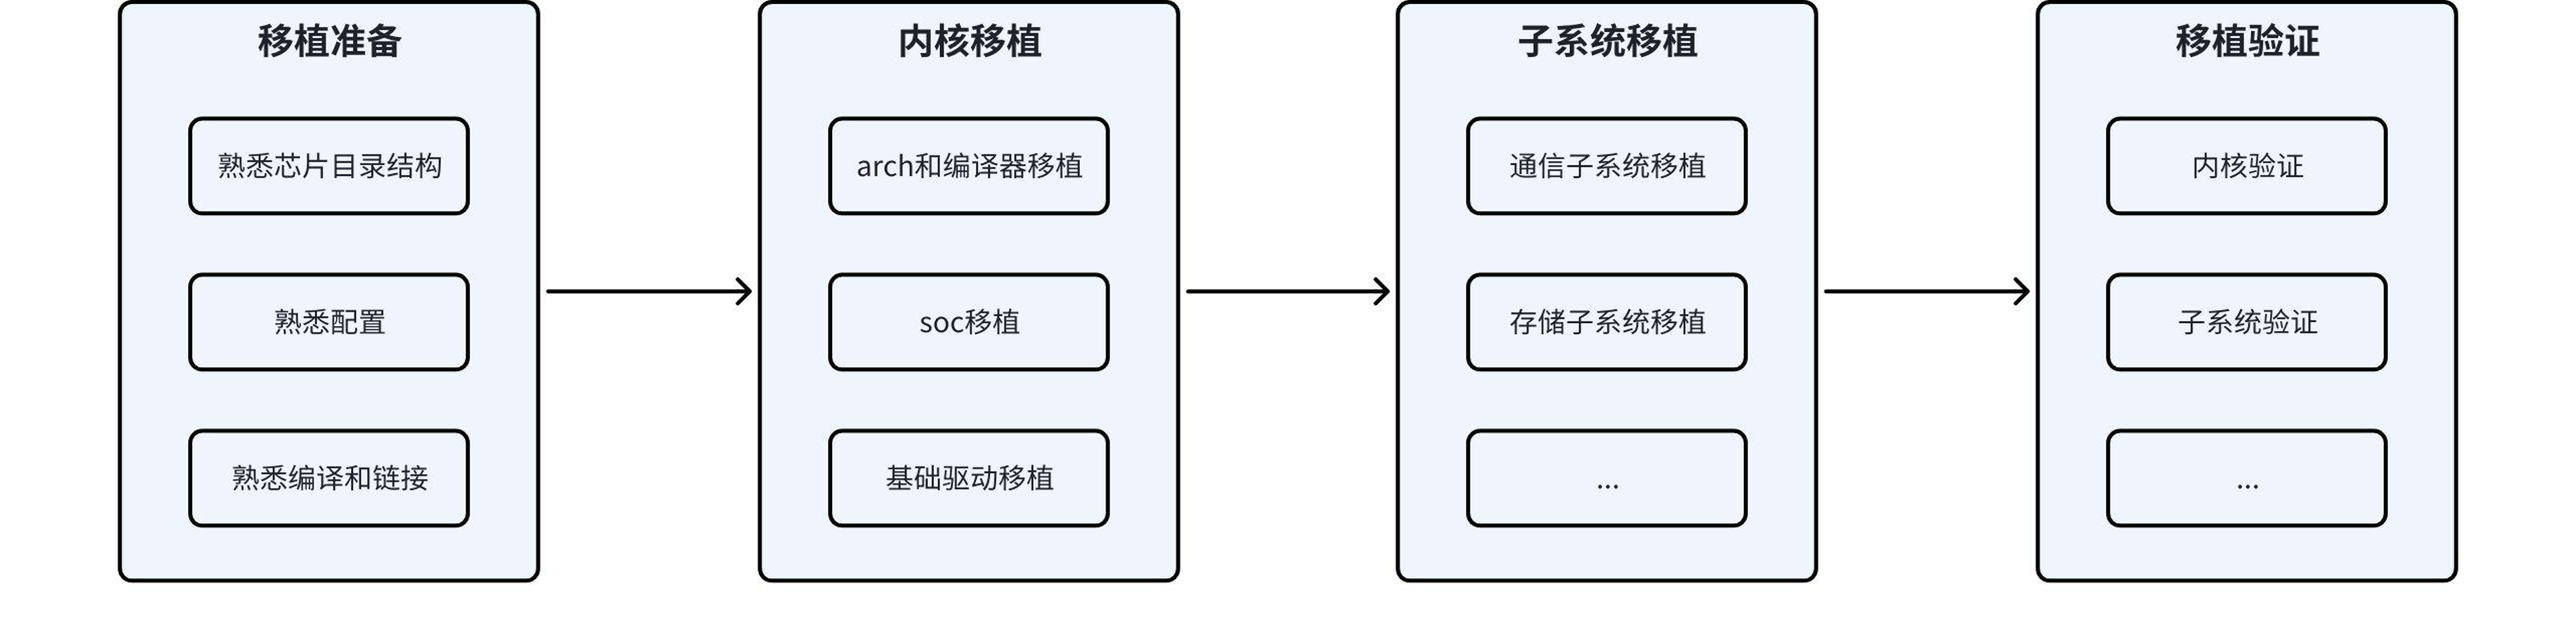 移植准备
熟悉芯片目录结构
熟悉配置
熟悉编译和链接
内核移植
arch和编译器移植
soc移植
基础驱动移植
子系统移植
通信子系统移植
存储子系统移植
...
移植验证
内核验证
子系统验证
...